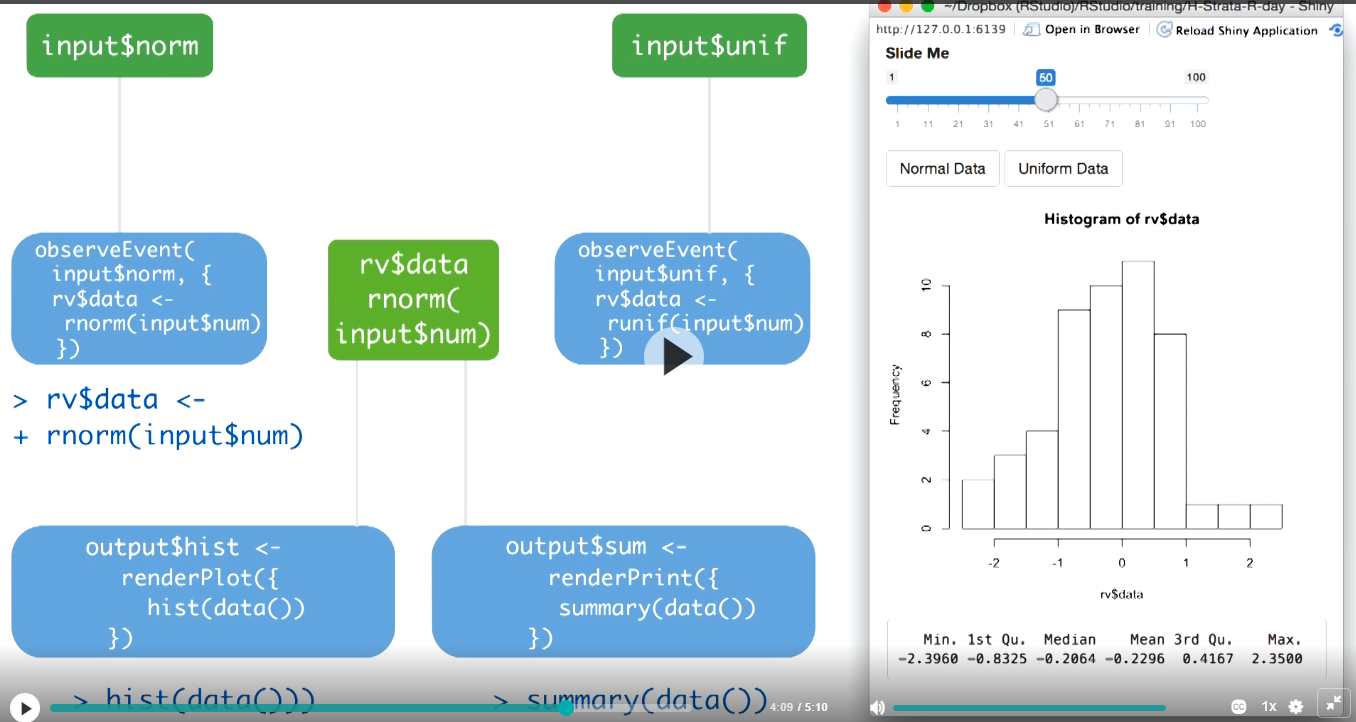 input$norm
input$unif
observeEvent(
input$norm, {
rv$data <-
rnorm(input$num)
})
rv$data
rnorm(
input$num)
observeEvent(
input$unif, {
rv$data <-
runif(input$num)
})
> rv$data <-
+ rnorm(input$num)
output$hist <-
renderPlot({
hist(data())
})
output$sum <-
renderPrint({
summary(data())
})
> hist(data()))
> summary(data())
4:09 / 5:10
~/Dropbox (RStudio)/RStudio/training/H-Strata-R-day - Shiny
http://127.0.0.1:6139 Open in Browser Reload Shiny Application
Slide Me
1 50 100
1 11 21 31 41 51 61 71 81 91 100
Normal Data Uniform Data
Histogram of rv$data
Frequency
10
8
6
4
2
0
-2 -1 0 1 2
rv$data
Min. 1st Qu. Median Mean 3rd Qu. Max.
-2.3960 -0.8325 -0.2064 -0.2296 0.4167 2.3500
CC 1x